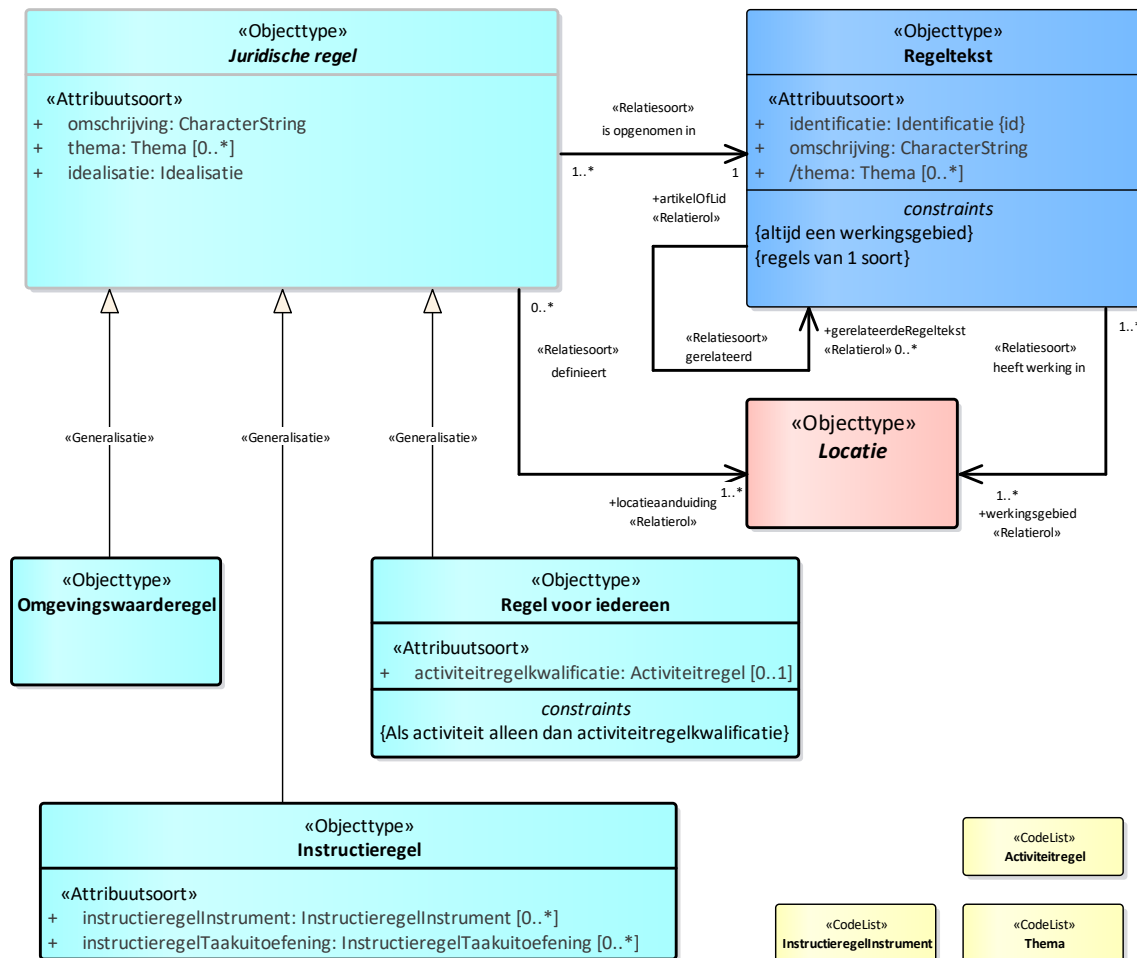 «Objecttype»
Juridische regel
«Attribuutsoort»
+ omschrijving: CharacterString
+ thema: Thema [0..*]
+ idealisatie: Idealisatie
«Relatiesoort»
is opgenomen in
1..*
1
«Objecttype»
Regeltekst
«Attribuutsoort»
+ identificatie: Identificatie {id}
+ omschrijving: CharacterString
+ /thema: Thema [0..*]
constraints
{altijd een werkingsgebied}
{regels van 1 soort}
+artikelOfLid
«Relatierol»
«Relatiesoort»
gerelateerd
+gerelateerdeRegeltekst
«Relatierol» 0..*
0..*
«Relatiesoort»
definieert
1..*
«Relatiesoort»
heeft werking in
«Objecttype»
Locatie
1..*
+locatieaanduiding
«Relatierol»
1..*
+werkingsgebied
«Relatierol»
«Generalisatie»
«Generalisatie»
«Generalisatie»
«Objecttype»
Omgevingswaarderegel
«Objecttype»
Regel voor iedereen
«Attribuutsoort»
+ activiteitregelkwalificatie: Activiteitregel [0..1]
constraints
{Als activiteit alleen dan activiteitregelkwalificatie}
«Objecttype»
Instructieregel
«Attribuutsoort»
+ instructieregelInstrument: InstructieregelInstrument [0..*]
+ instructieregelTaakuitoefening: InstructieregelTaakuitoefening [0..*]
«CodeList»
Activiteitregel
«CodeList»
InstructieregelInstrument
«CodeList»
Thema